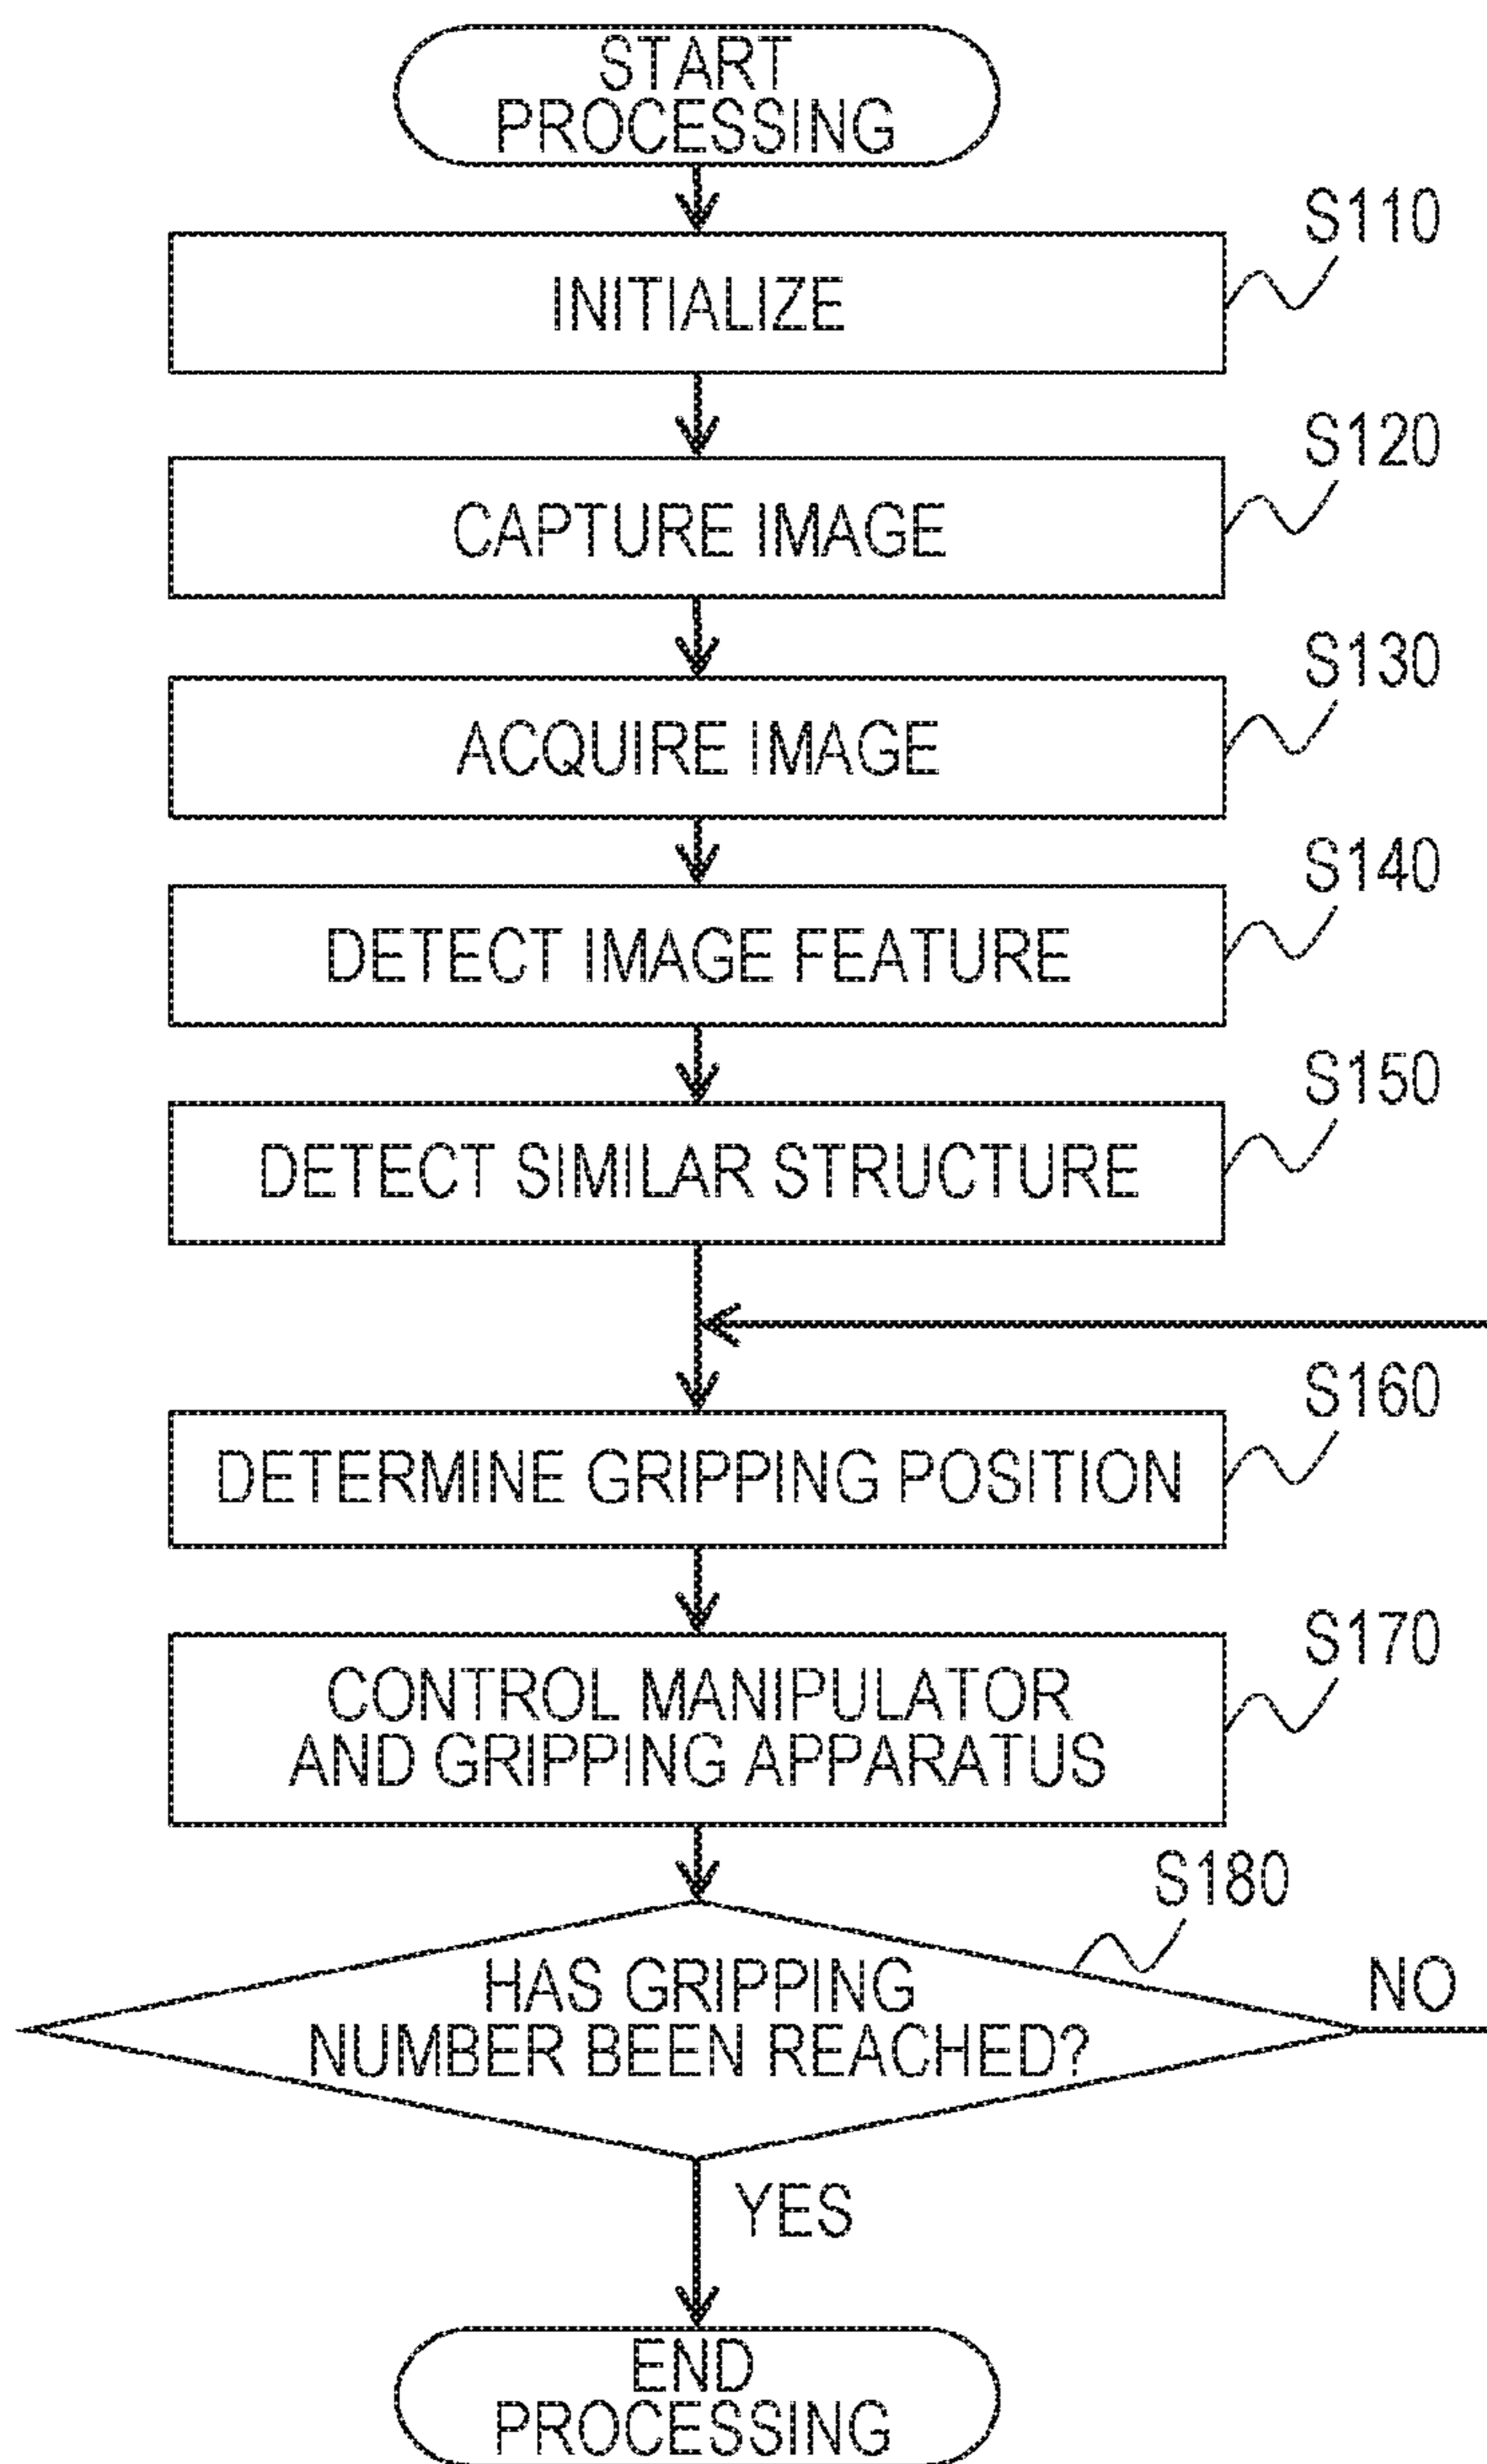 START
PROCESSING
S110
INITIALIZE
S120
CAPTURE IMAGE
S130
ACQUIRE IMAGE
S140
DETECT IMAGE FEATURE
S150
DETECT SIMILAR STRUCTURE
S160
DETERMINE GRIPPING POSITION
S170
CONTROL MANIPULATOR
AND GRIPPING APPARATUS
S180
HAS GRIPPING
NUMBER BEEN REACHED?
NO
YES
END
PROCESSING